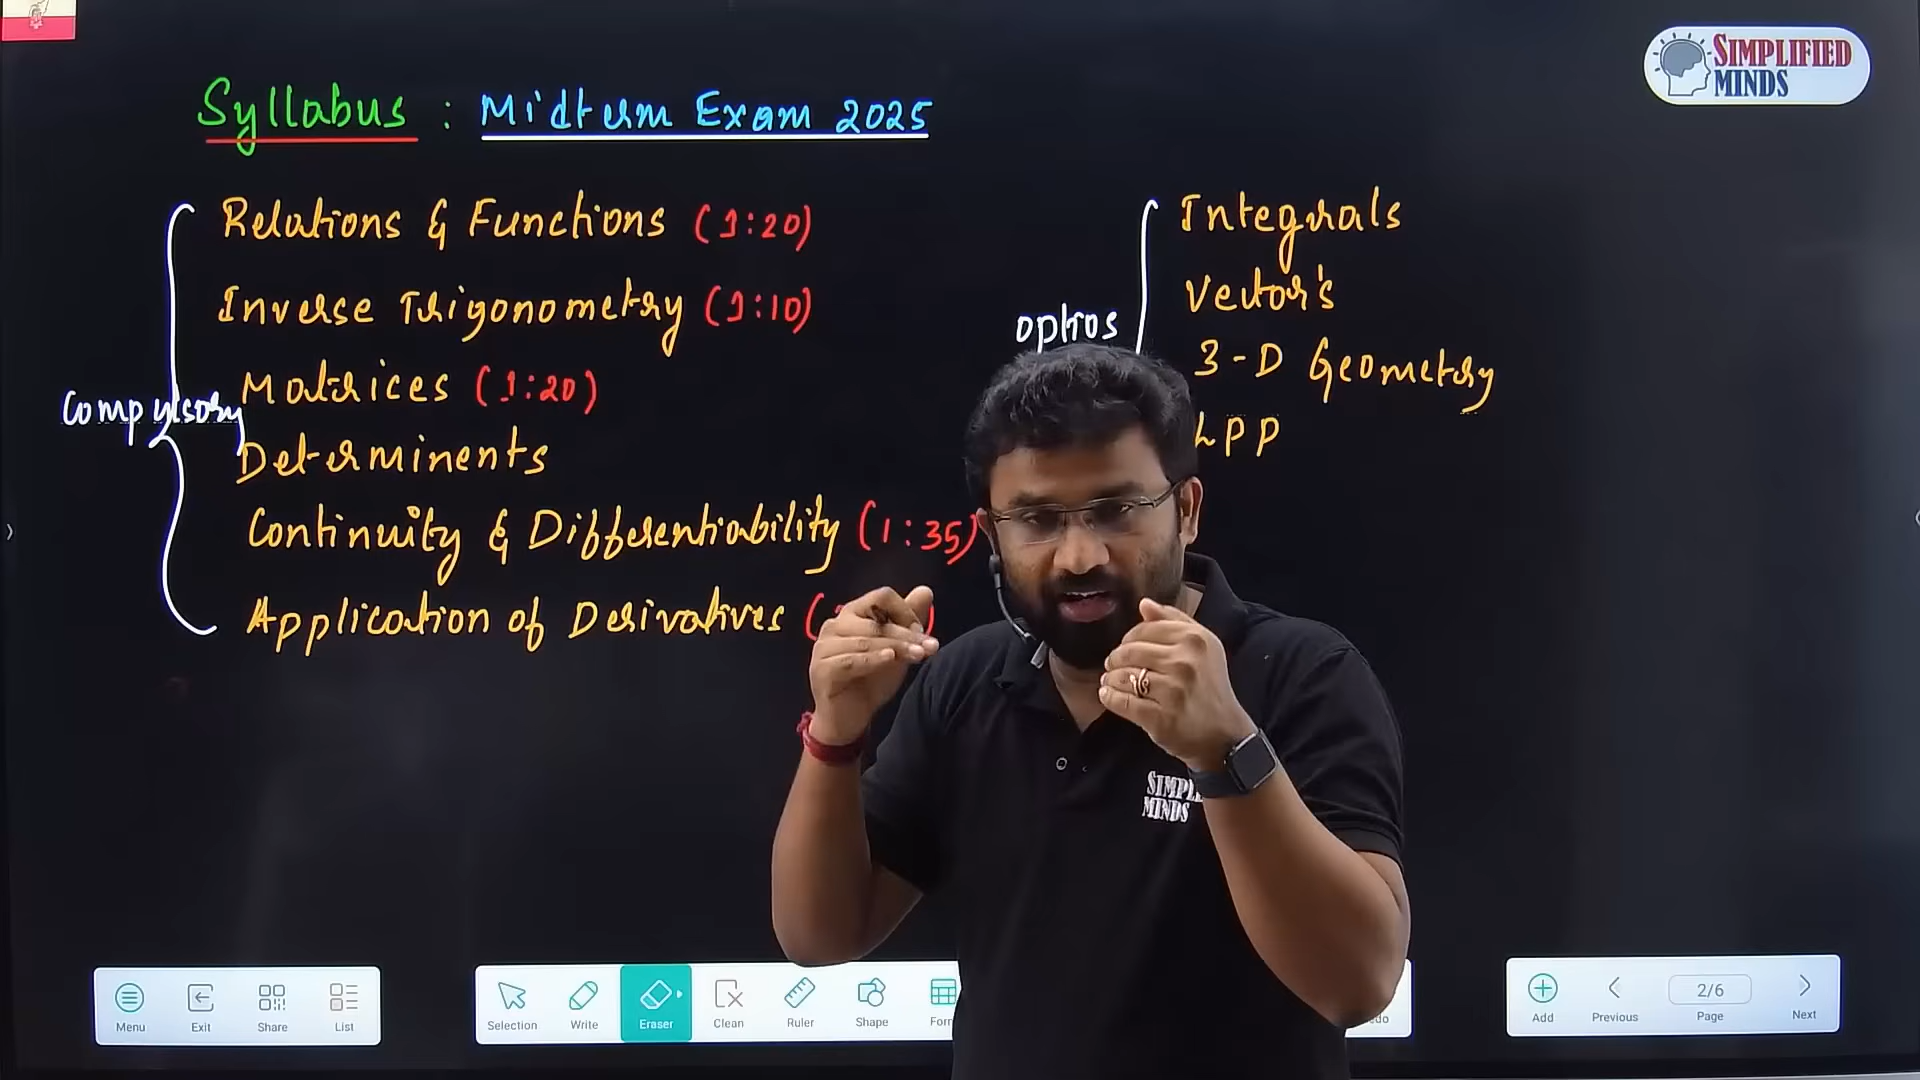 SIMPLIFIED
MINDS
Syllabus : Midterm Exam 2025
Relations & Functions (1:20)
Inverse Trigonometry (1:10)
Matrices (1:20)
Determinents
Continuity & Differentiability (1:35)
Application of Derivatives
Compulsory
Integrals
Vector's
3-D Geometry
LPP
MINDS
Menu
Exit
Share
List
Selection
Write
Eraser
Clean
Ruler
Shape
Add
Previous
2/6
Page
Next